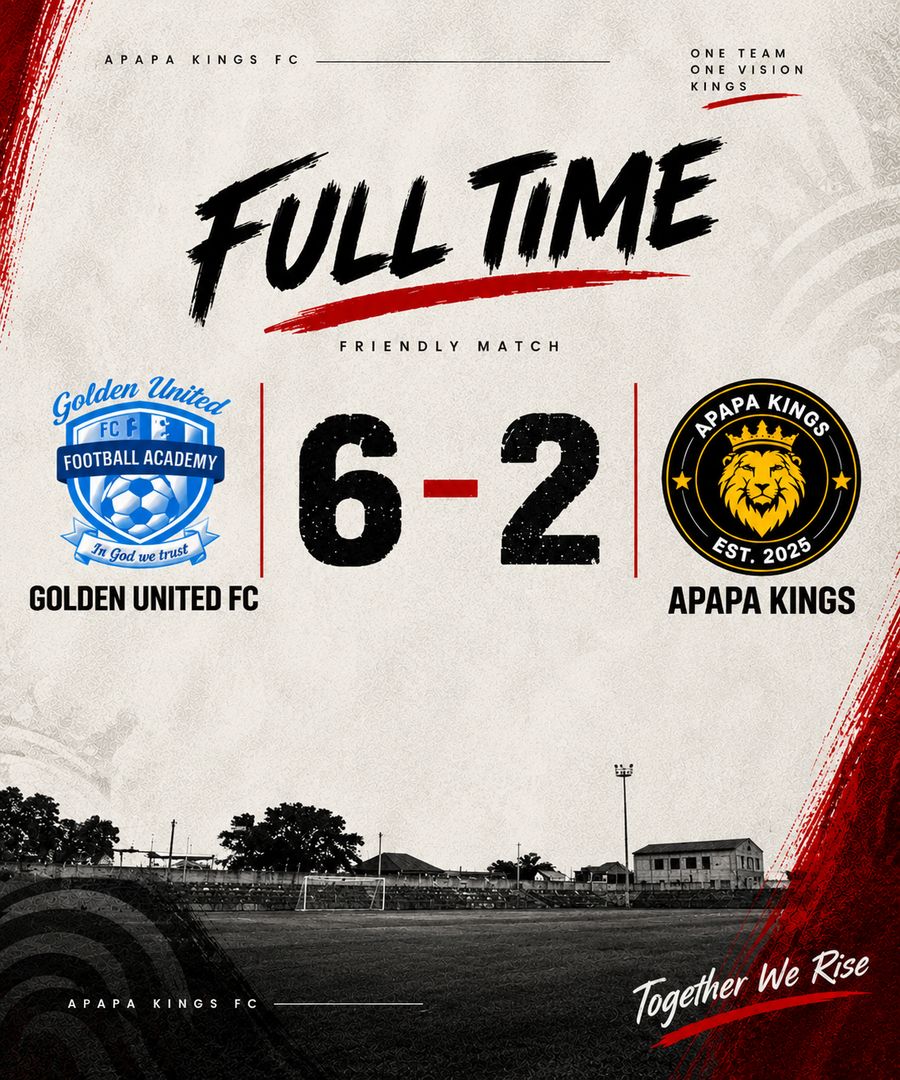 APAPA KINGS FC
ONE TEAM
ONE VISION
KINGS
FULL TIME
FRIENDLY MATCH
Golden United
FC F
FOOTBALL ACADEMY
In God we trust
GOLDEN UNITED FC
6-2
APAPA KINGS
EST. 2025
APAPA KINGS
APAPA KINGS FC
Together We Rise